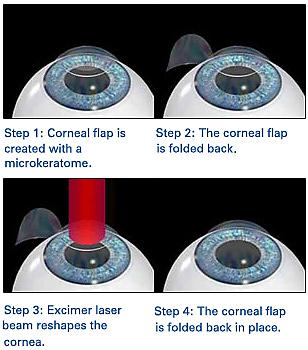 Step 1: Corneal flap is
created with a
microkeratome.
Step 2: The corneal flap
is folded back.
Step 3: Excimer laser
beam reshapes the
cornea.
Step 4: The corneal flap
is folded back in place.